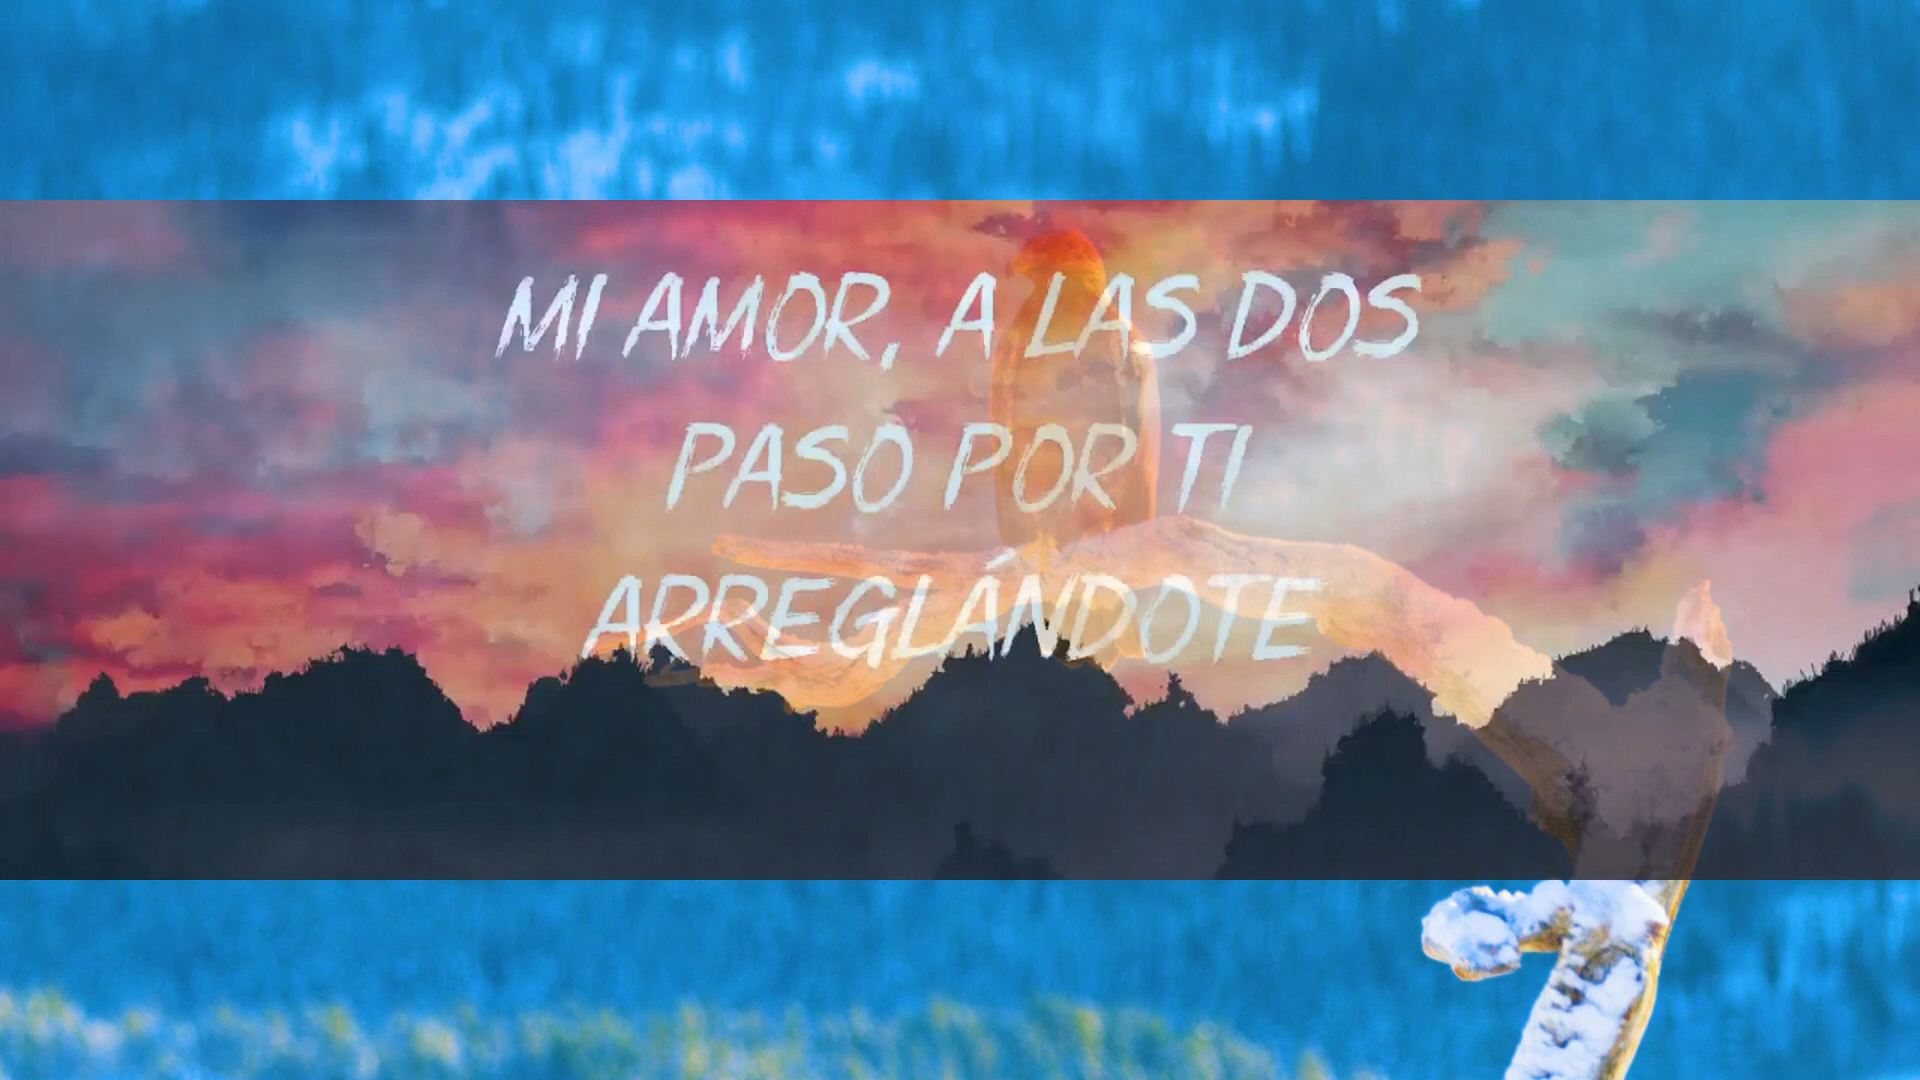 MI AMOR, A LAS DOS
PASO POR TI
ARREGLÁNDOTE